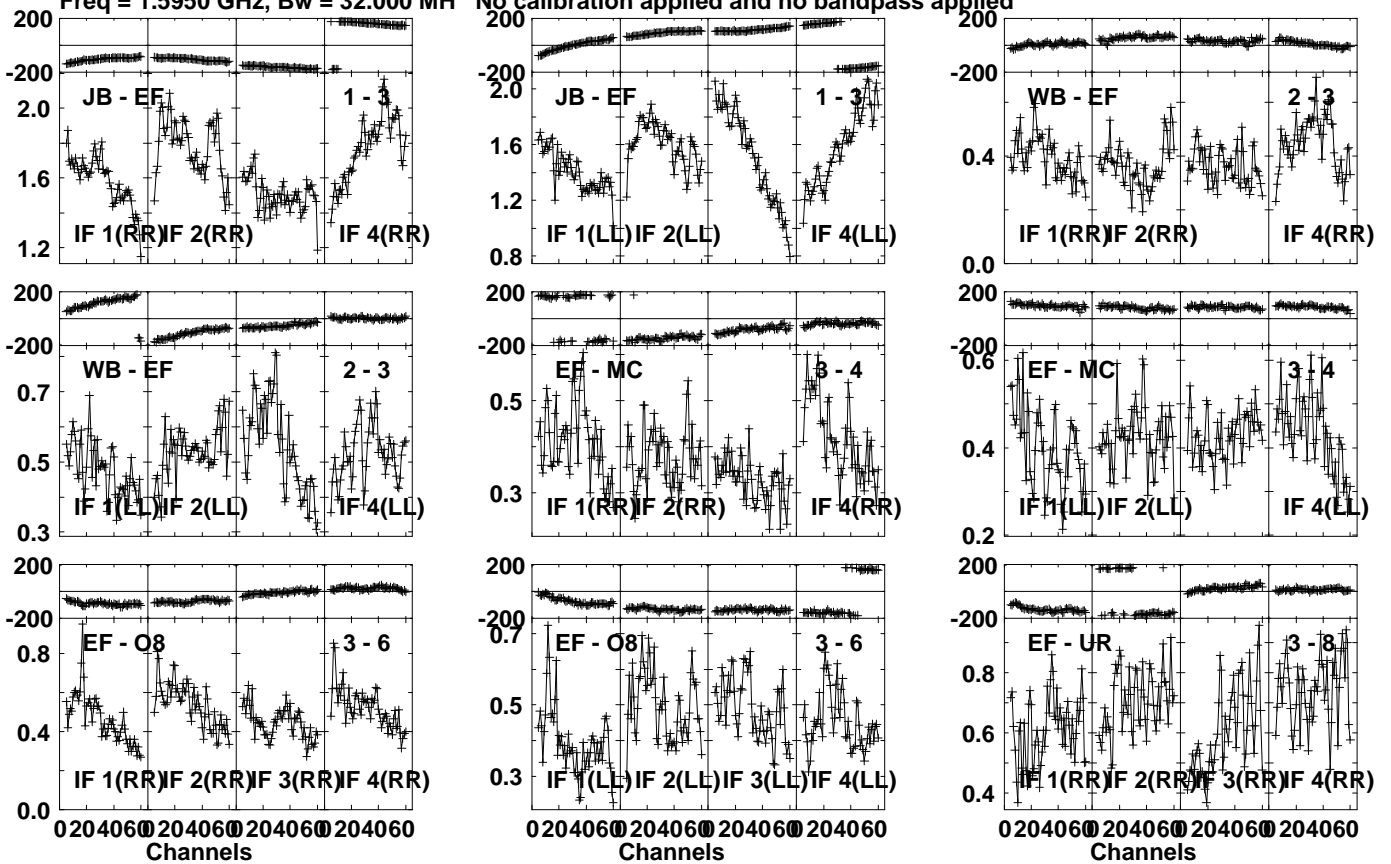 Freq = 1.5950 GHz, Bw = 32.000 MH No calibration applied and no bandpass applied
200
-200
JB - EF 1 - 3
2.0
1.6
1.2
IF 1(RR) IF 2(RR) IF 4(RR)
200
-200
JB - EF 1 - 3
2.0
1.6
1.2
0.8
IF 1(LL) IF 2(LL) IF 4(LL)
200
-200
WB - EF 2 - 3
0.4
0.0
IF 1(RR) IF 2(RR) IF 4(RR)
200
-200
WB - EF 2 - 3
0.7
0.5
0.3
IF 1(LL) IF 2(LL) IF 4(LL)
200
-200
EF - MC 3 - 4
0.5
0.3
IF 1(RR) IF 2(RR) IF 4(RR)
200
-200
0.6
EF - MC 3 - 4
0.4
0.2
IF 1(LL) IF 2(LL) IF 4(LL)
200
-200
EF - O8 3 - 6
0.8
0.4
0.0
IF 1(RR) IF 2(RR) IF 3(RR) IF 4(RR)
0 20 40 60 0 20 40 60 0 20 40 60 0 20 40 60
Channels
200
-200
0.7
EF - O8 3 - 6
0.5
0.3
IF 1(LL) IF 2(LL) IF 3(LL) IF 4(LL)
0 20 40 60 0 20 40 60 0 20 40 60 0 20 40 60
Channels
200
-200
EF - UR 3 - 8
0.8
0.6
0.4
IF 1(RR) IF 2(RR) IF 3(RR) IF 4(RR)
0 20 40 60 0 20 40 60 0 20 40 60 0 20 40 60
Channels